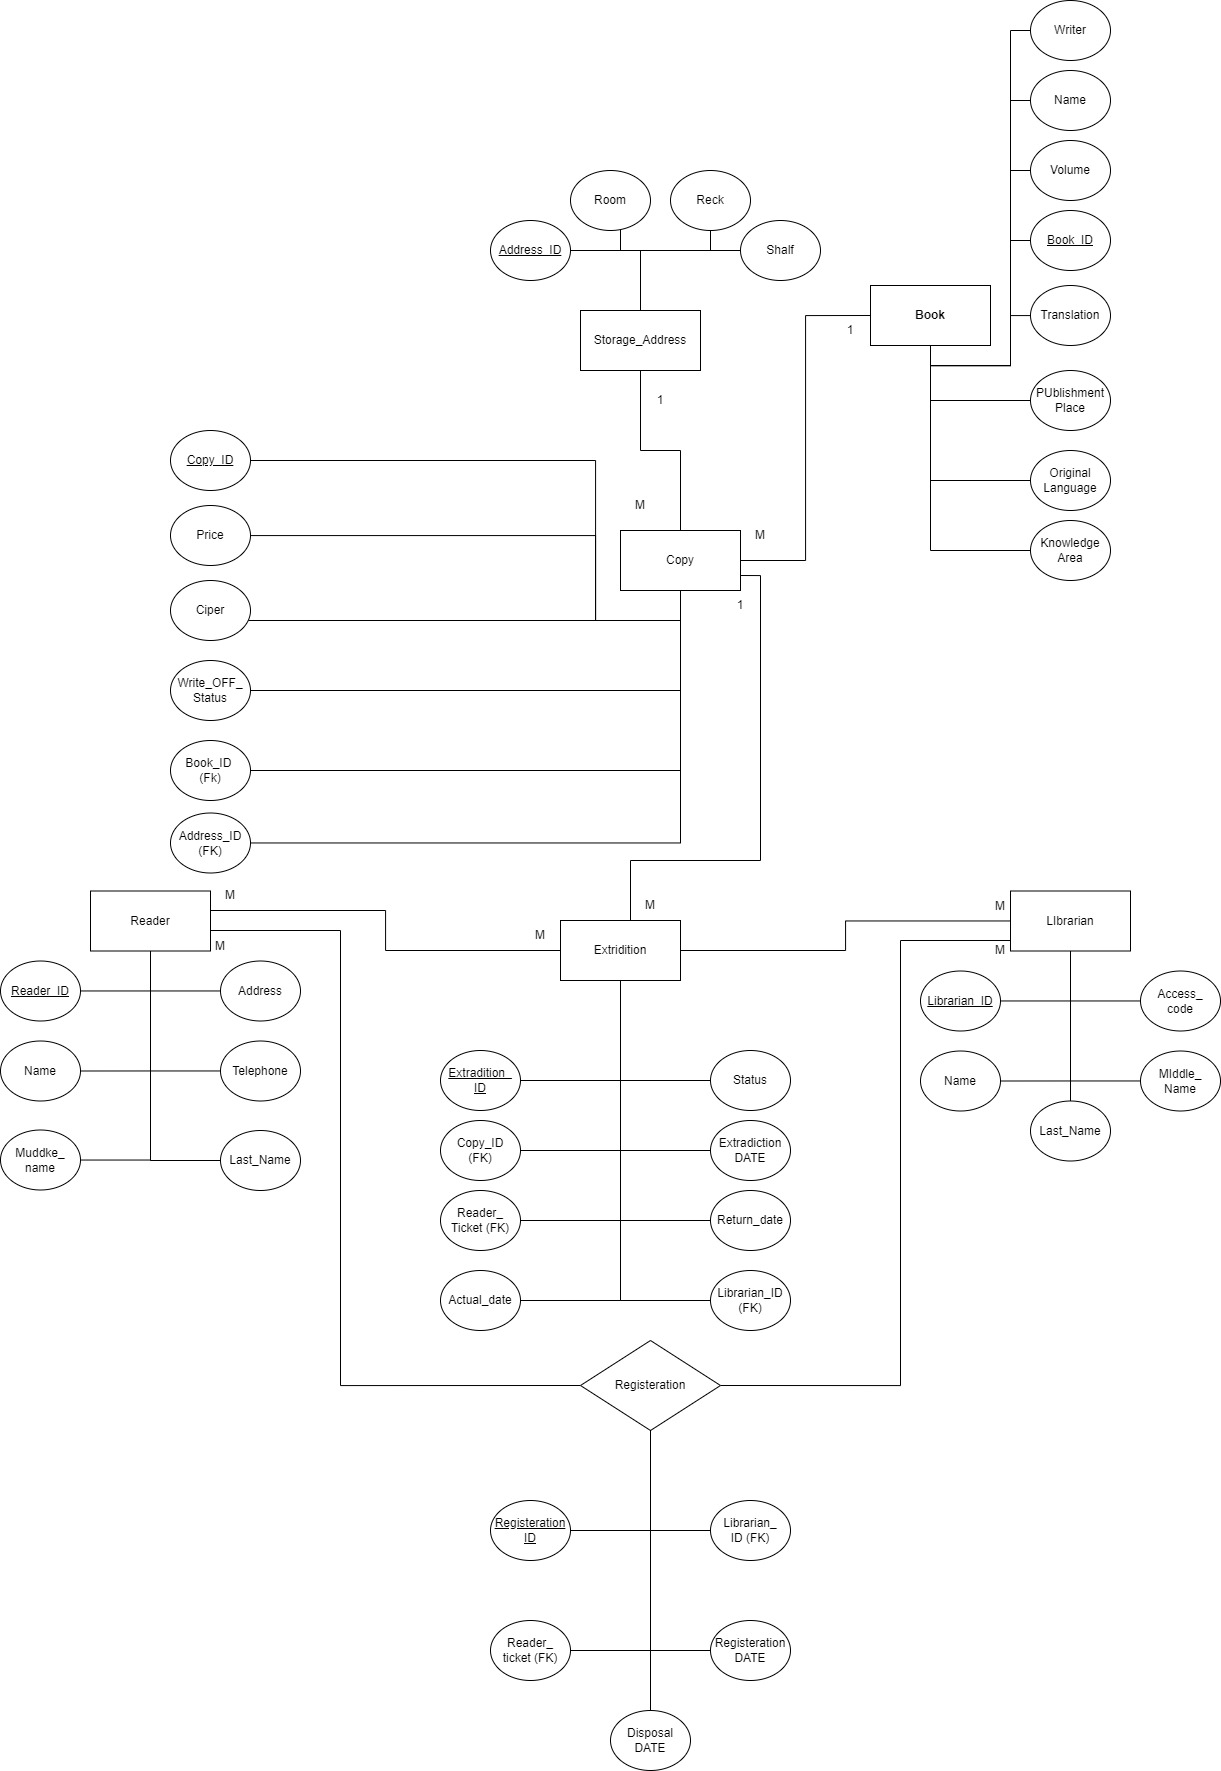 Writer
Name
Volume
Room
Reck
Address_ID
Shalf
Book_ID
Book
Translation
1
Storage_Address
1
PUblishment
Place
Copy_ID
Original
Language
M
Price
M
Knowledge
Area
Copy
1
Ciper
Write_OFF_
Status
Book_ID
(Fk)
Address_ID
(FK)
M
M
M
Reader
M
LIbrarian
M
Extridition
M
Reader_ID
Address
Librarian_ID
Access_
code
Name
Telephone
Extradition_
ID
Status
Name
MIddle_
Name
Last_Name
Muddke_
name
Last_Name
Copy_ID
(FK)
Extradiction
DATE
Reader_
Ticket (FK)
Return_date
Actual_date
Librarian_ID
(FK)
Registeration
Registeration
ID
Librarian_
ID (FK)
Reader_
ticket (FK)
Registeration
DATE
Disposal
DATE